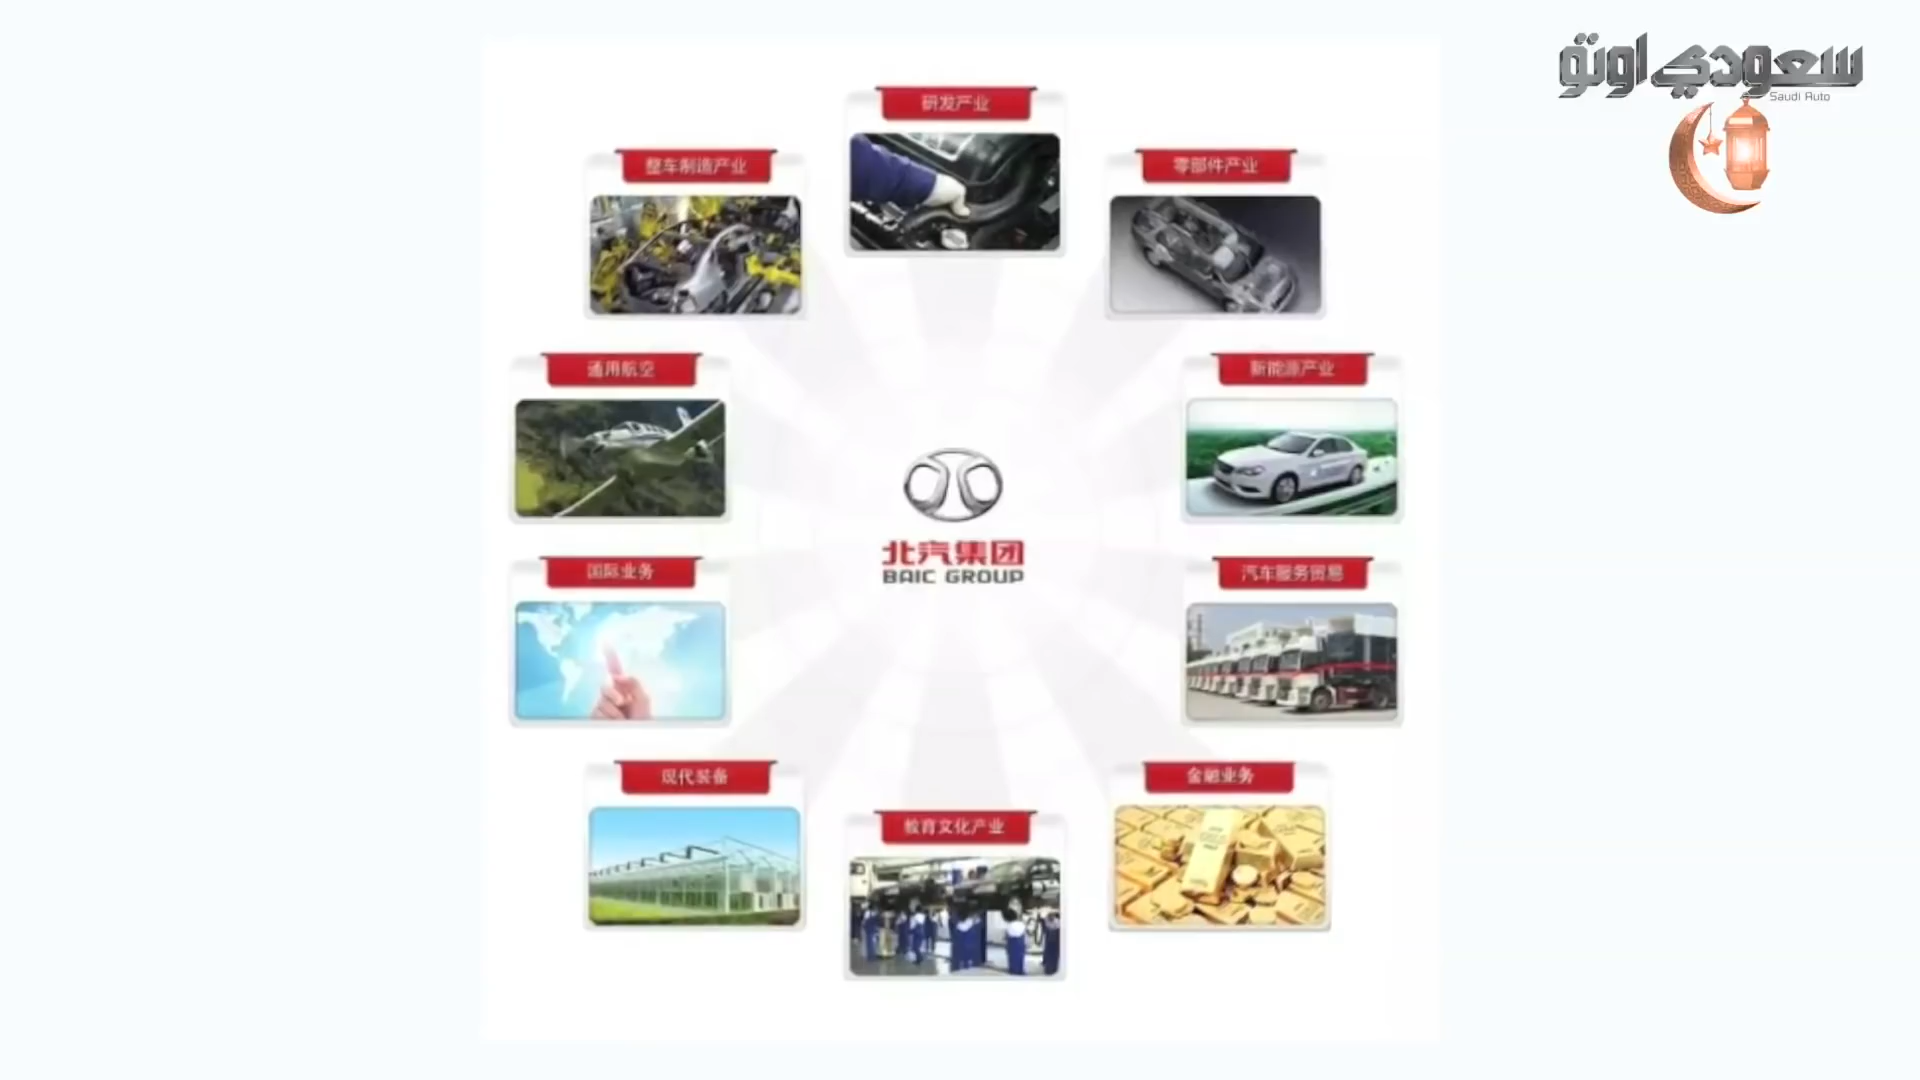 سعودي اوتو
Saudi Auto
研发产业
整车制造产业
零部件产业
通用航空
新能源产业
北汽集团
BAIC GROUP
国际业务
汽车服务贸易
现代装备
金融业务
教育文化产业